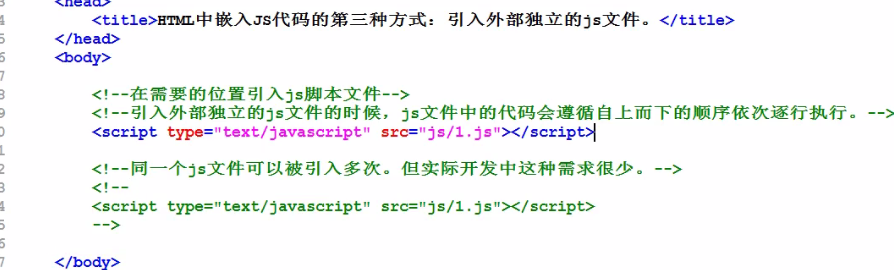 <head>
<title>HTML中嵌入JS代码的第三种方式：引入外部独立的js文件。</title>
</head>
<body>
<!--在需要的位置引入js脚本文件-->
<!--引入外部独立的js文件的时候，js文件中的代码会遵循自上而下的顺序依次逐行执行。-->
<script type="text/javascript" src="js/1.js"></script>
<!--同一个js文件可以被引入多次。但实际开发中这种需求很少。-->
<!--
<script type="text/javascript" src="js/1.js"></script>
-->
</body>